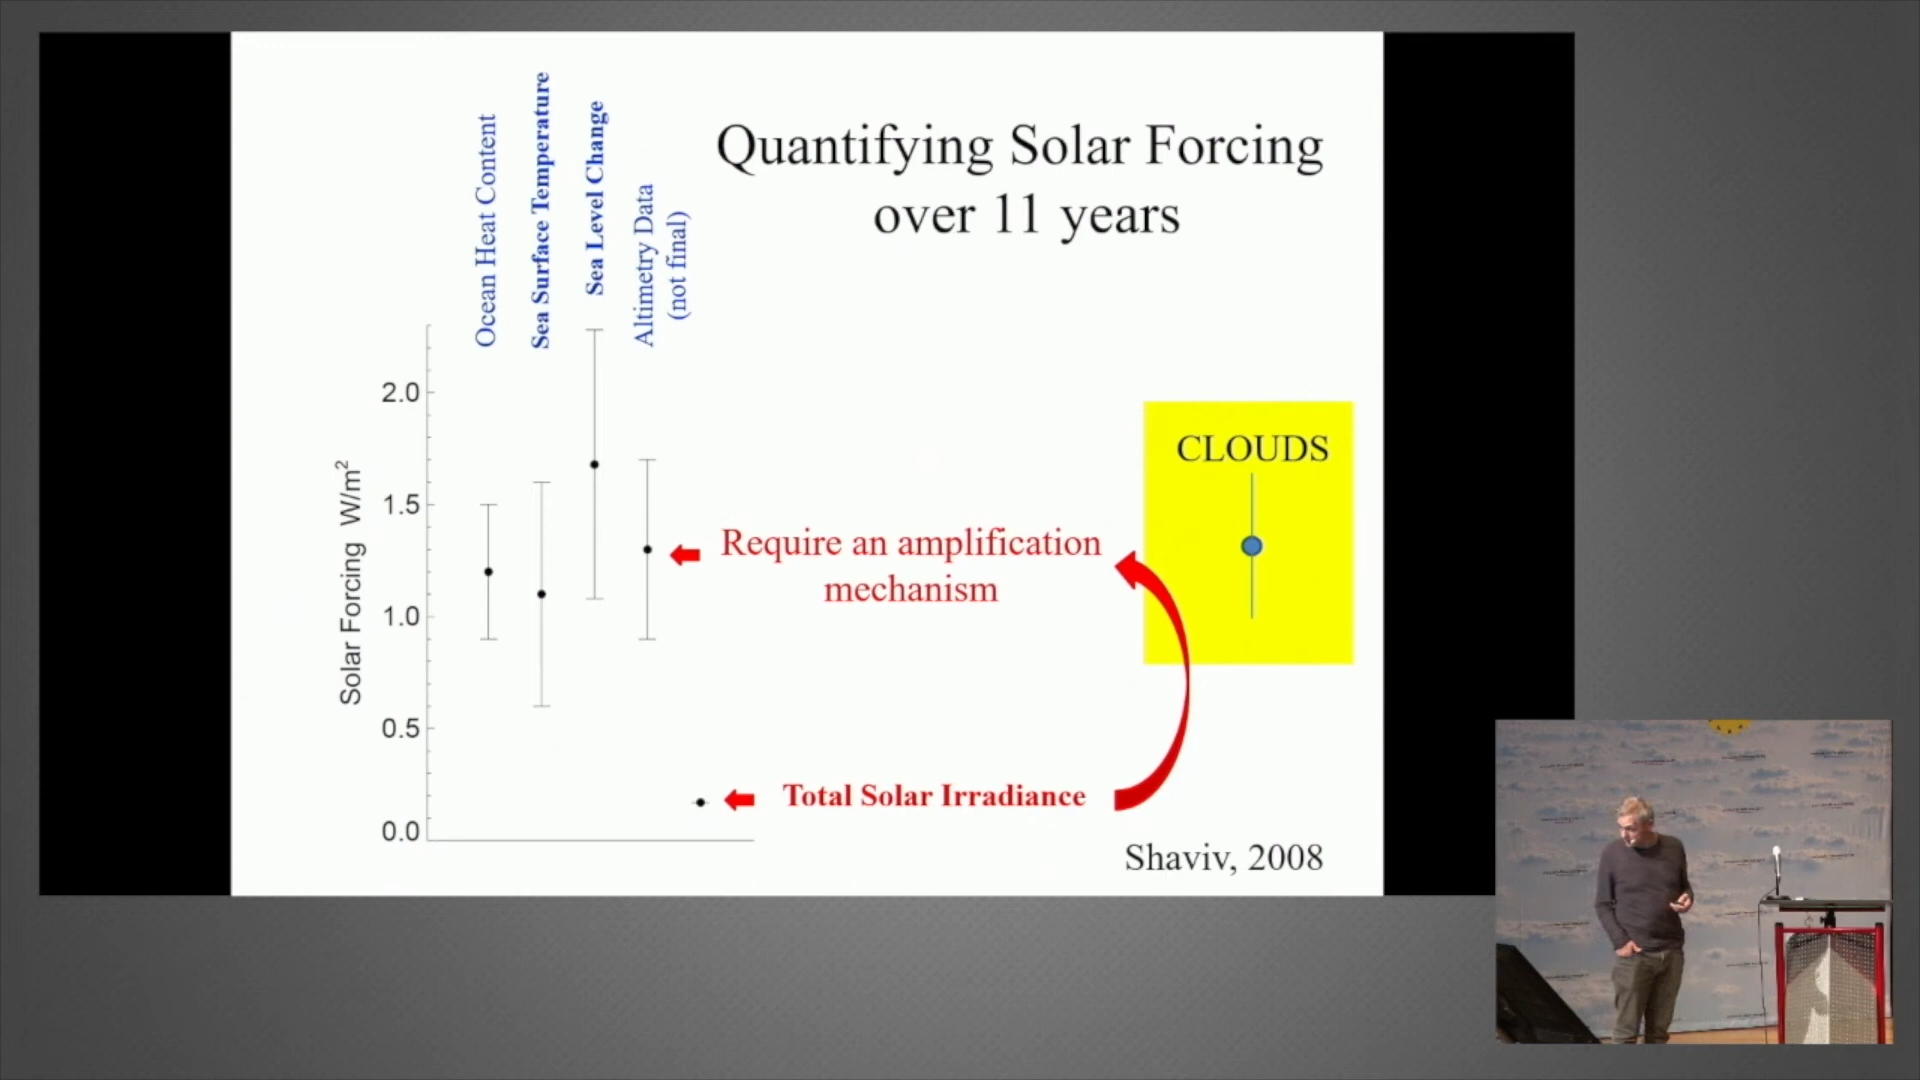 Quantifying Solar Forcing
over 11 years
Ocean Heat Content
Sea Surface Temperature
Sea Level Change
Altimetry Data
(not final)
Solar Forcing W/m²
2.0
1.5
1.0
0.5
0.0
CLOUDS
Require an amplification
mechanism
Total Solar Irradiance
Shaviv, 2008